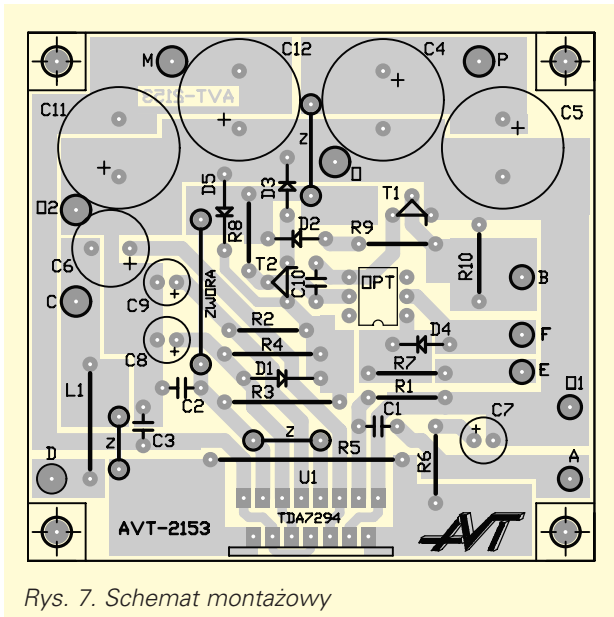 M
C12
C4
P
C11
AVT-2153
C5
Z
O
D5
D3
T1
O2
R8
D2
R9
C6
T2
R10
C10
OPT
B
C9
C
ZWORA
R2
D4
F
C8
R4
D1
R7
E
L1
C2
R3
R1
O1
C3
Z
Z
R5
C1
C7
R6
D
U1
A
TDA7294
AVT-2153
AVT
Rys. 7. Schemat montażowy